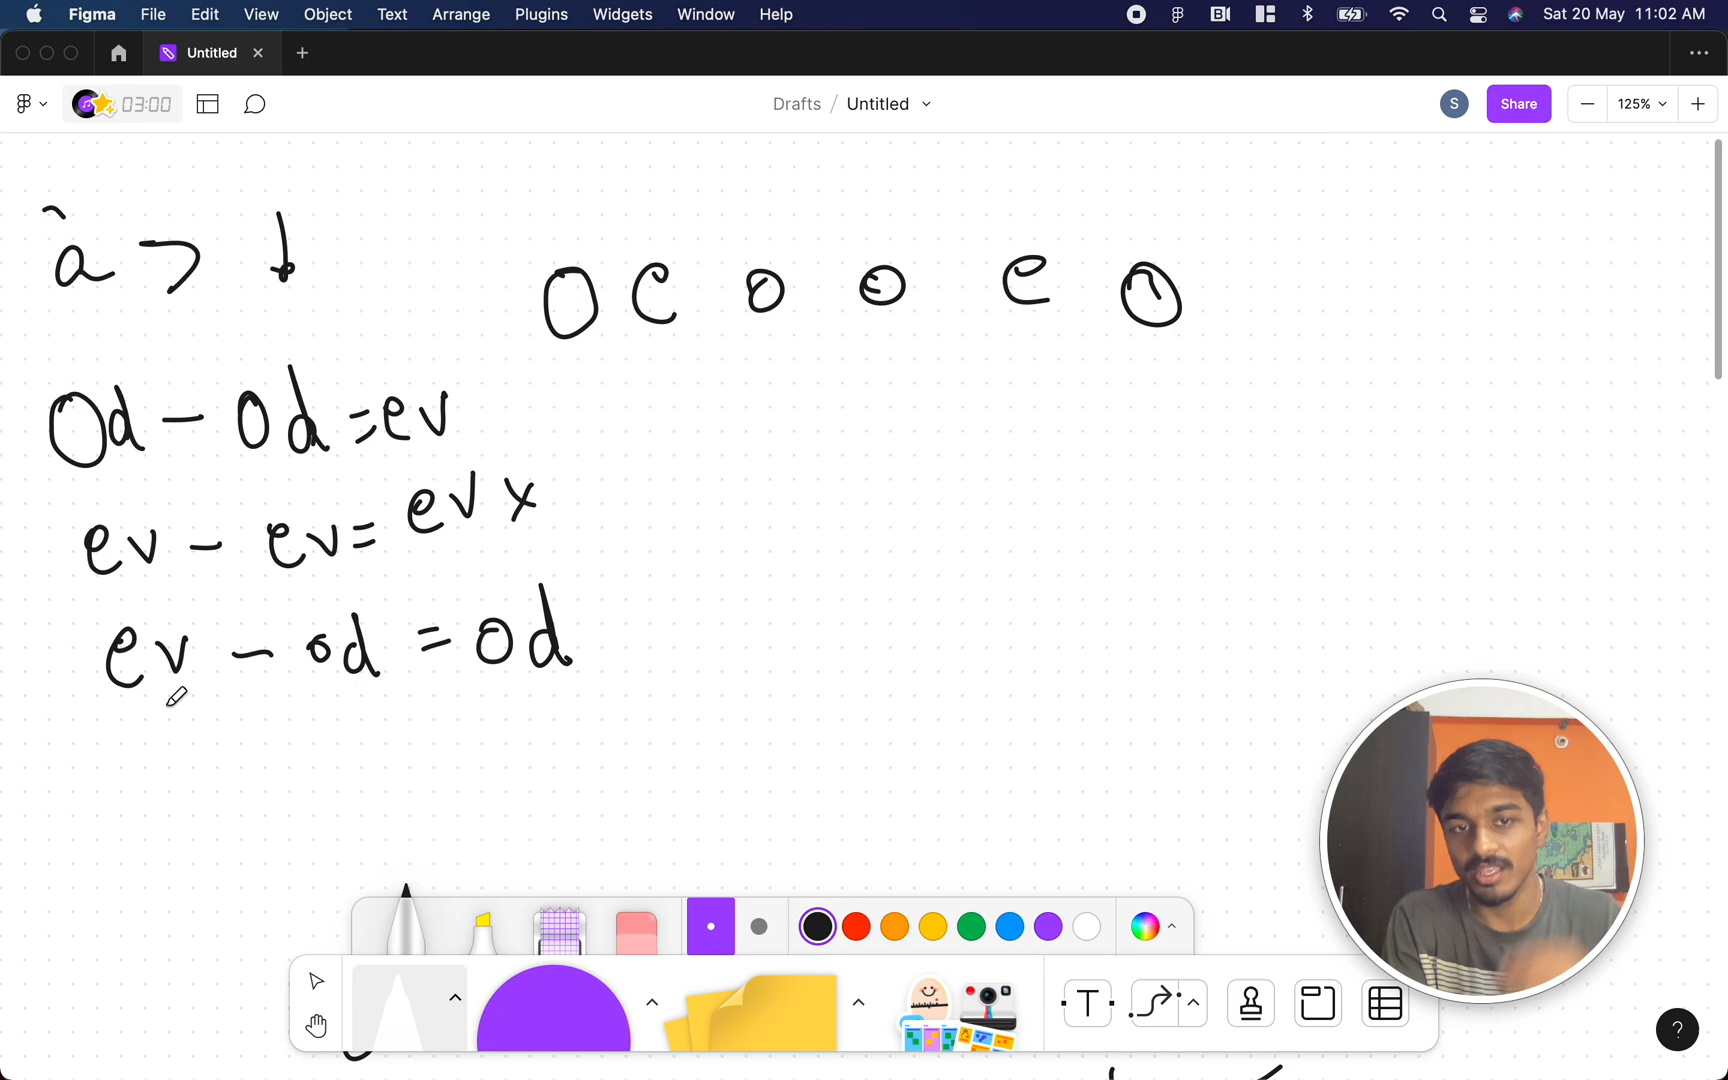 Figma File Edit View Object Text Arrange Plugins Widgets Window Help Sat 20 May 11:02 AM
Untitled
03:00 Drafts / Untitled S Share 125%
a > b
O e o e e O
Od - Od = ev
ev - ev = ev x
ev - od = od
T
?